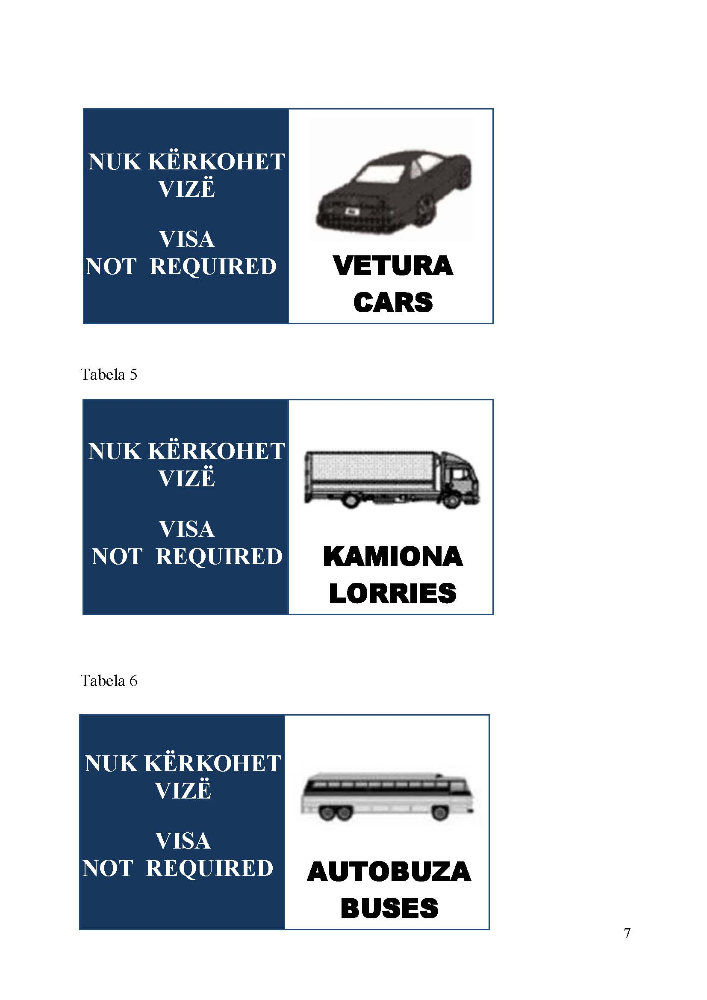 NUK KËRKOHET
VIZË
VISA
NOT REQUIRED
VETURA
CARS
Tabela 5
NUK KËRKOHET
VIZË
VISA
NOT REQUIRED
KAMIONA
LORRIES
Tabela 6
NUK KËRKOHET
VIZË
VISA
NOT REQUIRED
AUTOBUZA
BUSES
7